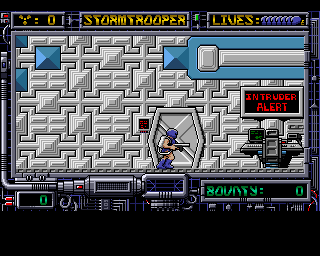 : 0 STORMTROOPER LIVES:
INTRUDER
ALERT
BOUNTY: 0
0